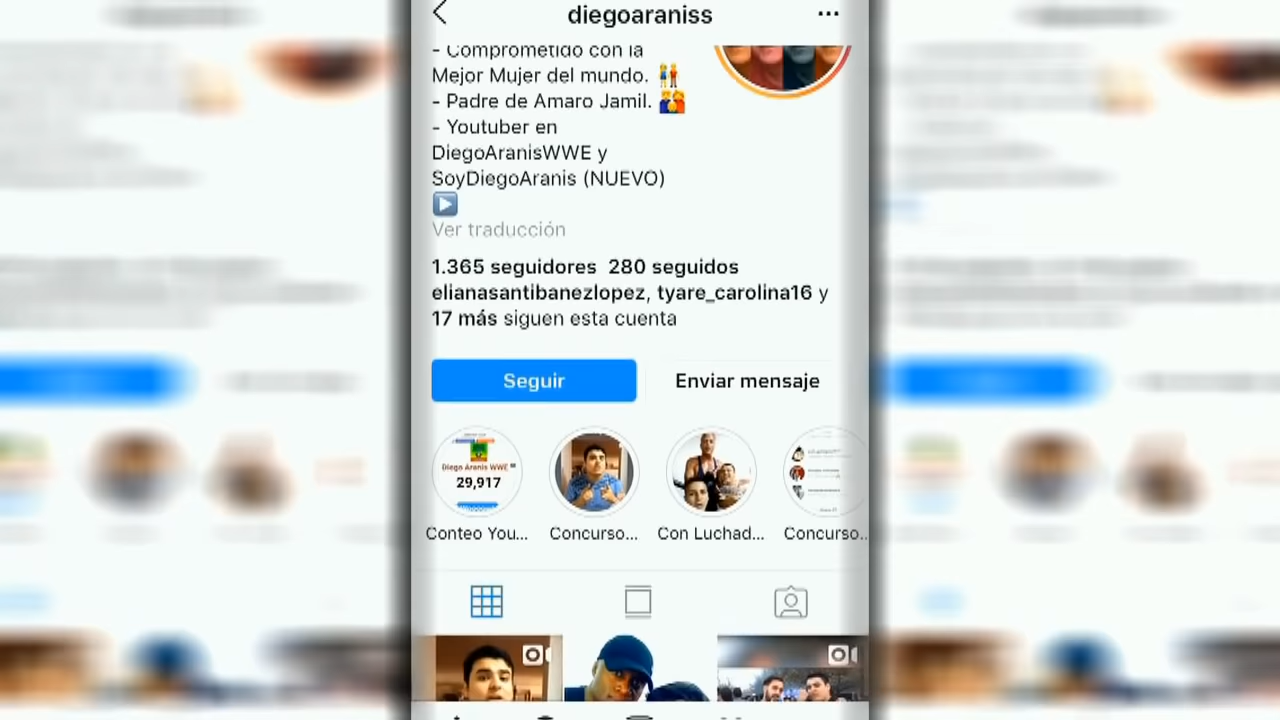 diegoaraniss
- Comprometido con la
Mejor Mujer del mundo.
- Padre de Amaro Jamil.
- Youtuber en
DiegoAranisWWE y
SoyDiegoAranis (NUEVO)
Ver traducción
1.365 seguidores 280 seguidos
elianasantibanezlopez, tyare_carolina16 y
17 más siguen esta cuenta
Seguir
Enviar mensaje
Diego Aranis WWE
29,917
Conteo You...
Concurso...
Con Luchad...
Concurso..